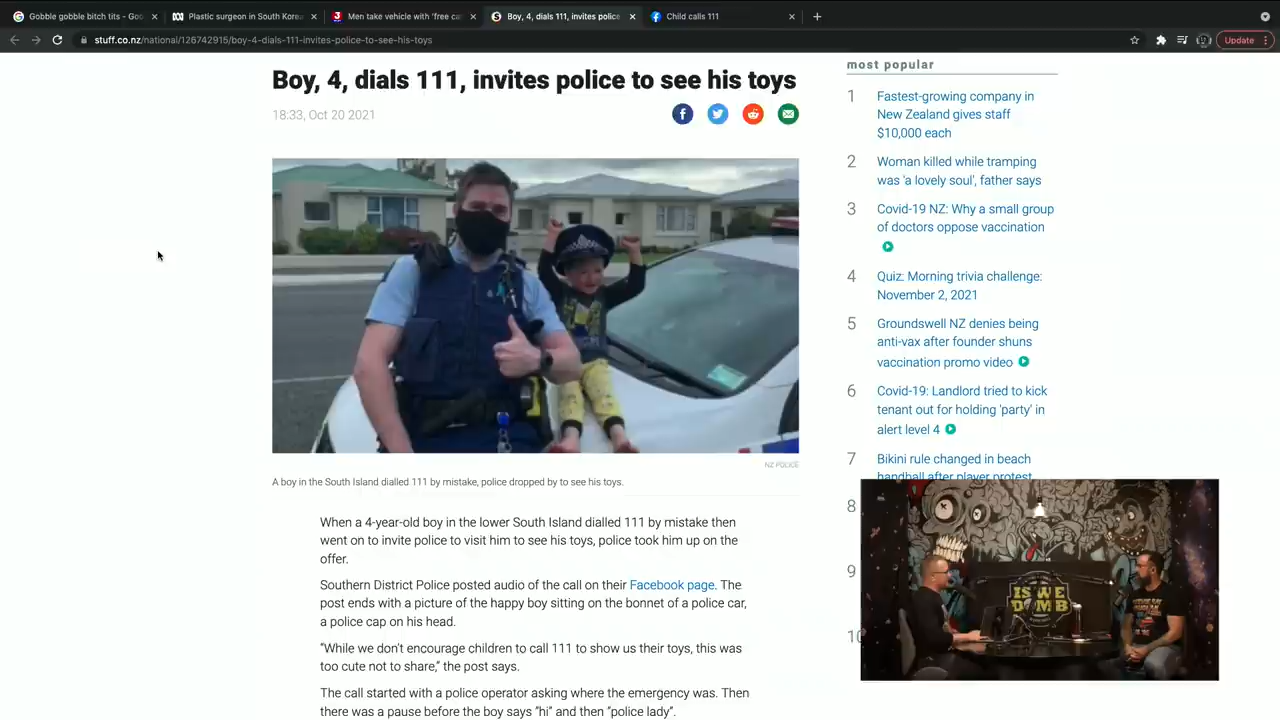 Gobble gobble bitch tits - Goo
Plastic surgeon in South Korea
Men take vehicle with 'free ca
Boy, 4, dials 111, invites police
Child calls 111
stuff.co.nz/national/126742915/boy-4-dials-111-invites-police-to-see-his-toys
Update
Boy, 4, dials 111, invites police to see his toys
18:33, Oct 20 2021
NZ POLICE
A boy in the South Island dialled 111 by mistake, police dropped by to see his toys.
When a 4-year-old boy in the lower South Island dialled 111 by mistake then
went on to invite police to visit him to see his toys, police took him up on the
offer.
Southern District Police posted audio of the call on their Facebook page. The
post ends with a picture of the happy boy sitting on the bonnet of a police car,
a police cap on his head.
“While we don’t encourage children to call 111 to show us their toys, this was
too cute not to share,” the post says.
The call started with a police operator asking where the emergency was. Then
there was a pause before the boy says “hi” and then “police lady”.
most popular
1 Fastest-growing company in
New Zealand gives staff
$10,000 each
2 Woman killed while tramping
was 'a lovely soul', father says
3 Covid-19 NZ: Why a small group
of doctors oppose vaccination
4 Quiz: Morning trivia challenge:
November 2, 2021
5 Groundswell NZ denies being
anti-vax after founder shuns
vaccination promo video
6 Covid-19: Landlord tried to kick
tenant out for holding 'party' in
alert level 4
7 Bikini rule changed in beach
handball after player protest
8
9
10
IS WE
DUMB